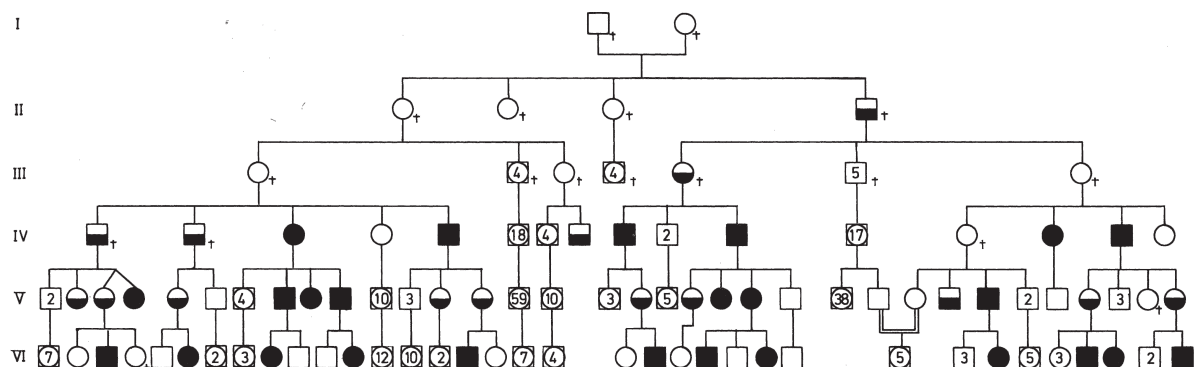 I † †
II † † † †
III † 4 † † 4 † † 5 † †
IV † † 18 4 2 17 †
V 2 4 10 3 59 10 3 5 38 2 3 †
VI 7 2 3 12 10 2 7 4 5 3 5 3 2